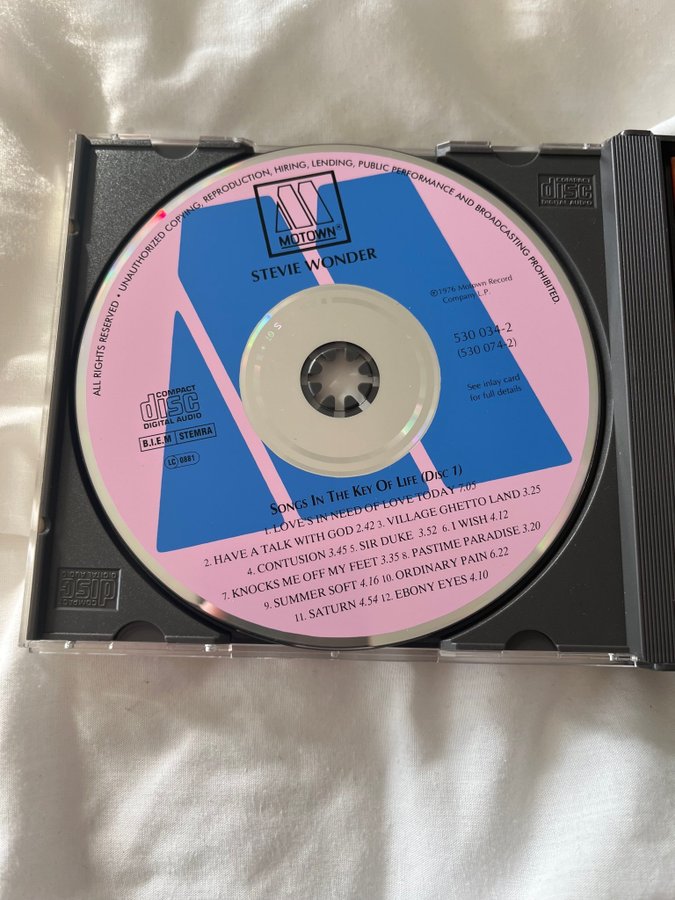 ALL RIGHTS RESERVED • UNAUTHORIZED COPYING, REPRODUCTION, HIRING, LENDING, PUBLIC PERFORMANCE AND BROADCASTING PROHIBITED.
MOTOWN®
STEVIE WONDER
℗1976 Motown Record
Company L.P.
530 034-2
(530 074-2)
See inlay card
for full details
COMPACT
disc
DIGITAL AUDIO
B.I.E.M STEMRA
LC 0881
SONGS IN THE KEY OF LIFE (DISC 1)
1. LOVE'S IN NEED OF LOVE TODAY 7.05
2. HAVE A TALK WITH GOD 2.42 3. VILLAGE GHETTO LAND 3.25
4. CONTUSION 3.45 5. SIR DUKE 3.52 6. I WISH 4.12
7. KNOCKS ME OFF MY FEET 3.35 8. PASTIME PARADISE 3.20
9. SUMMER SOFT 4.16 10. ORDINARY PAIN 6.22
11. SATURN 4.54 12. EBONY EYES 4.10
COMPACT
disc
DIGITAL AUDIO
COMPACT
disc
DIGITAL AUDIO